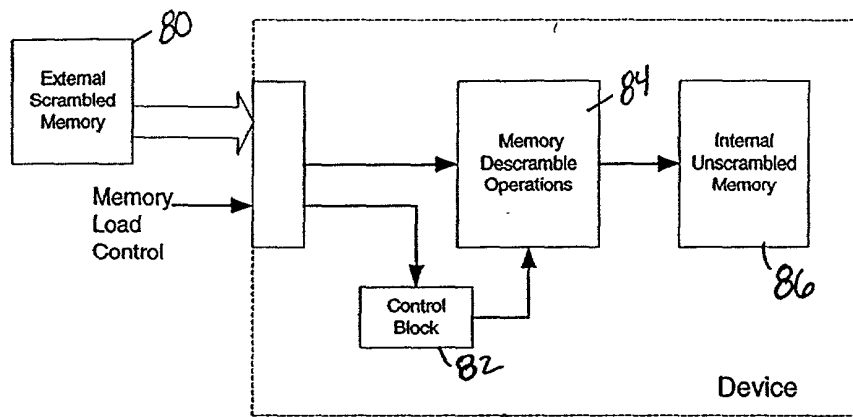 80
External
Scrambled
Memory
84
Memory
Descramble
Operations
Internal
Unscrambled
Memory
Memory
Load
Control
86
Control
Block
82
Device